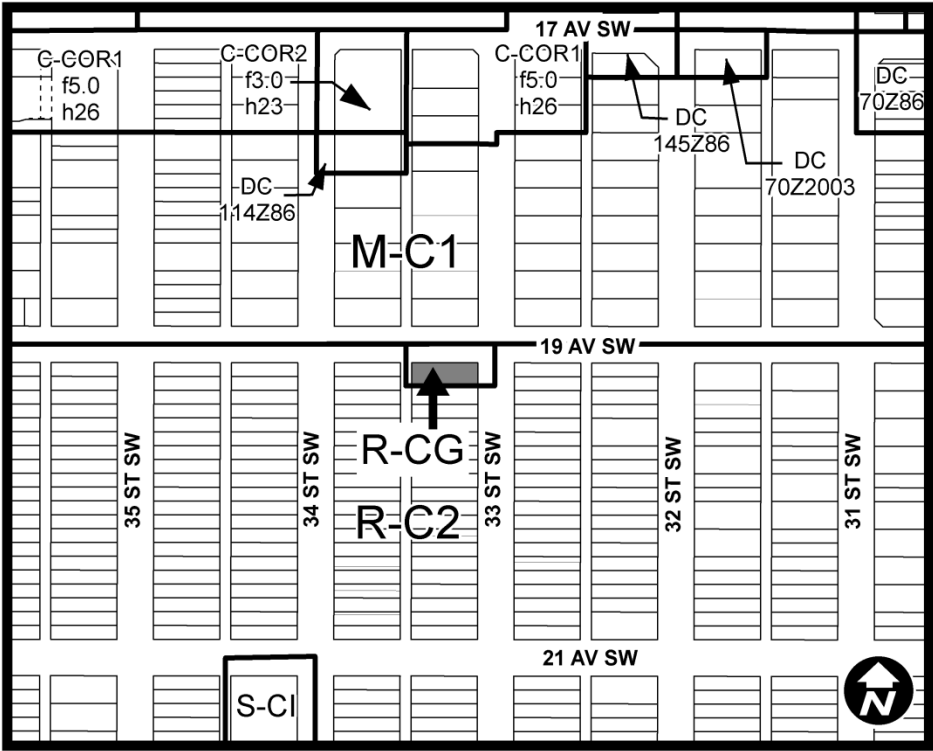 17 AV SW
C-COR1
f5.0
h26
C-COR2
f3.0
h23
C-COR1
f5.0
h26
DC
145Z86
DC
70Z2003
DC
70Z86
DC
114Z86
M-C1
19 AV SW
R-CG
R-C2
35 ST SW
34 ST SW
33 ST SW
32 ST SW
31 ST SW
21 AV SW
S-CI
N